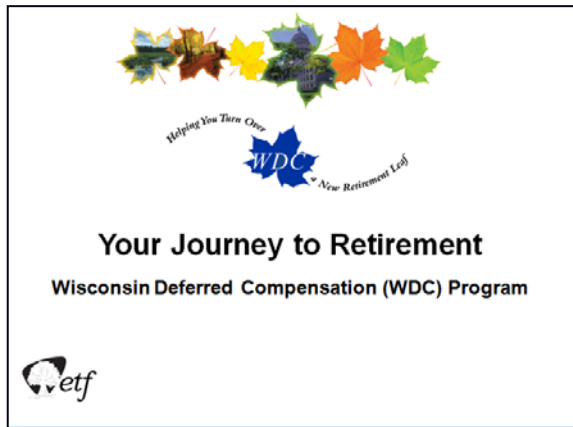 Helping You Turn Over
WDC
a New Retirement Leaf
Your Journey to Retirement
Wisconsin Deferred Compensation (WDC) Program
etf